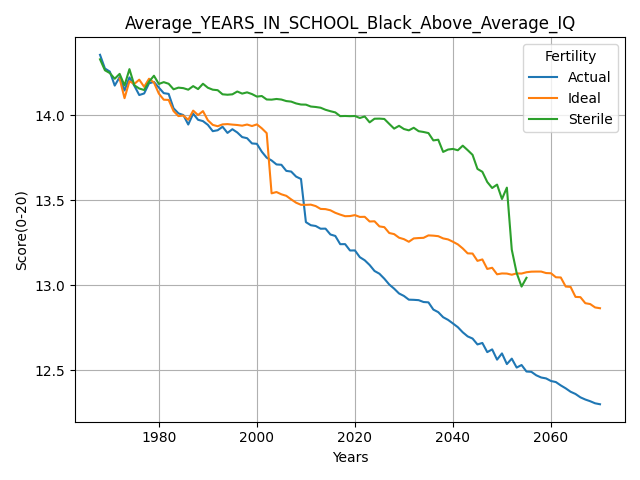 Average_YEARS_IN_SCHOOL_Black_Above_Average_IQ
Fertility
Actual
Ideal
Sterile
Score(0-20)
14.0
13.5
13.0
12.5
1980
2000
2020
2040
2060
Years